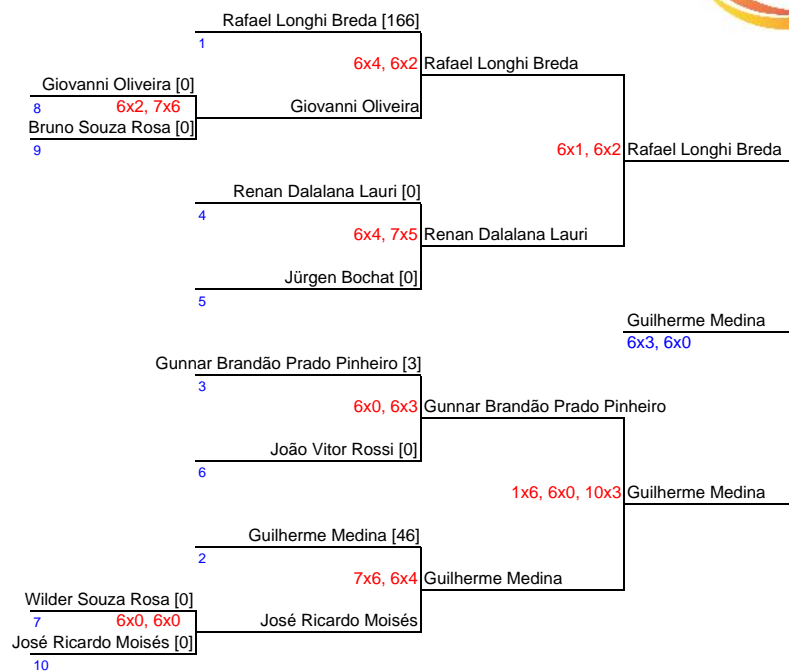 Rafael Longhi Breda [166]
1
6x4, 6x2 Rafael Longhi Breda
Giovanni Oliveira [0]
8 6x2, 7x6 Giovanni Oliveira
Bruno Souza Rosa [0]
9
6x1, 6x2 Rafael Longhi Breda
Renan Dalalana Lauri [0]
4
6x4, 7x5 Renan Dalalana Lauri
Jürgen Bochat [0]
5
Guilherme Medina
6x3, 6x0
Gunnar Brandão Prado Pinheiro [3]
3
6x0, 6x3 Gunnar Brandão Prado Pinheiro
João Vitor Rossi [0]
6
1x6, 6x0, 10x3 Guilherme Medina
Guilherme Medina [46]
2
7x6, 6x4 Guilherme Medina
Wilder Souza Rosa [0]
7 6x0, 6x0 José Ricardo Moisés
José Ricardo Moisés [0]
10